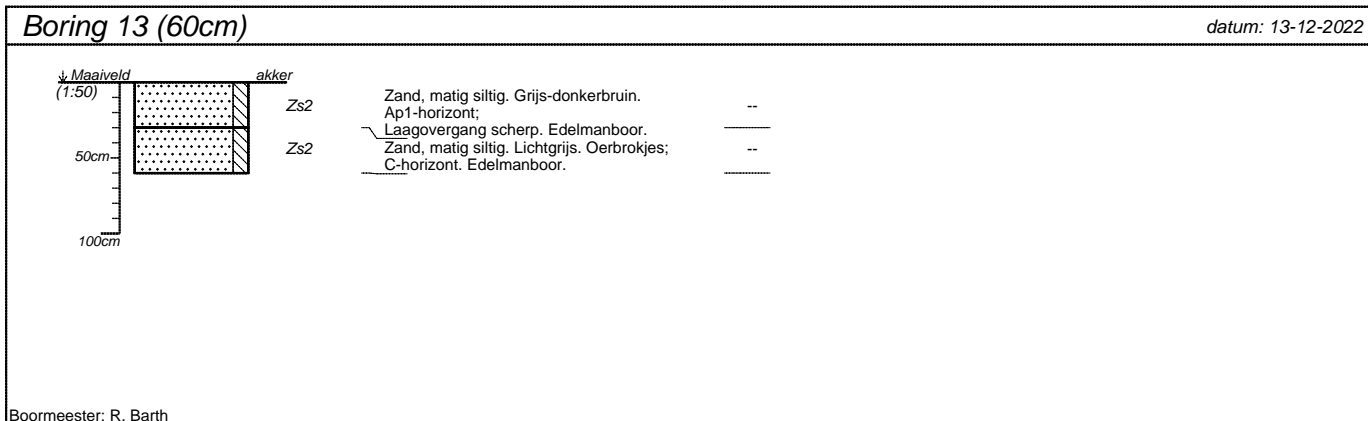 Boring 13 (60cm)
datum: 13-12-2022
Maaiveld
akker
(1:50)
Zs2
Zand, matig siltig. Grijs-donkerbruin.
Ap1-horizont;
--
Laagovergang scherp. Edelmanboor.
Zs2
Zand, matig siltig. Lichtgrijs. Oerbrokjes;
--
50cm
C-horizont. Edelmanboor.
100cm
Boormeester: R. Barth